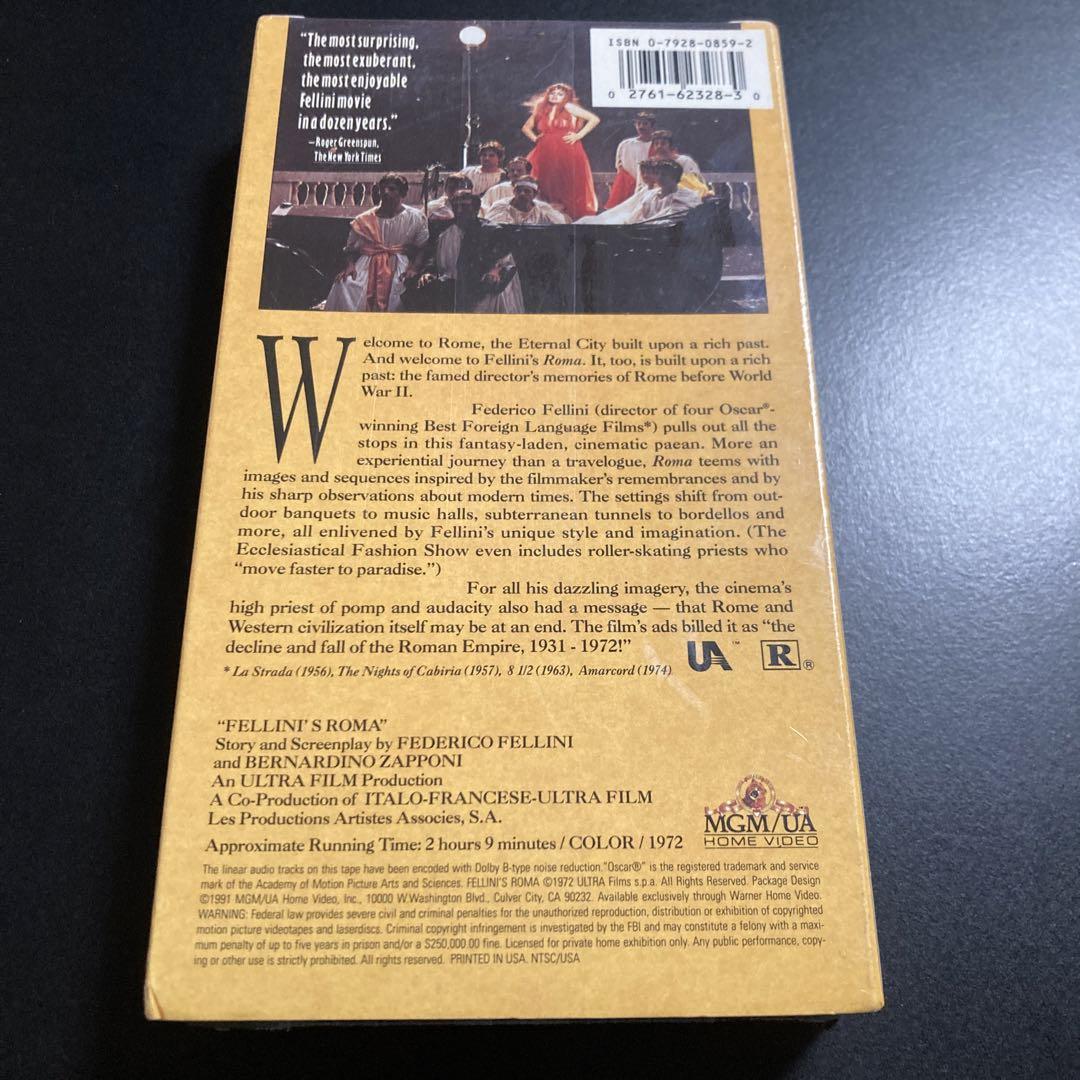 "The most surprising,
the most exuberant,
the most enjoyable
Fellini movie
in a dozen years."
—Roger Greenspun,
The New York Times
ISBN 0-7928-0859-2
0 2761-62328-3 0
Welcome to Rome, the Eternal City built upon a rich past.
And welcome to Fellini's Roma. It, too, is built upon a rich
past: the famed director's memories of Rome before World
War II.
Federico Fellini (director of four Oscar®-
winning Best Foreign Language Films*) pulls out all the
stops in this fantasy-laden, cinematic paean. More an
experiential journey than a travelogue, Roma teems with
images and sequences inspired by the filmmaker's remembrances and by
his sharp observations about modern times. The settings shift from out-
door banquets to music halls, subterranean tunnels to bordellos and
more, all enlivened by Fellini's unique style and imagination. (The
Ecclesiastical Fashion Show even includes roller-skating priests who
"move faster to paradise.")
For all his dazzling imagery, the cinema's
high priest of pomp and audacity also had a message — that Rome and
Western civilization itself may be at an end. The film's ads billed it as "the
decline and fall of the Roman Empire, 1931 - 1972!"
* La Strada (1956), The Nights of Cabiria (1957), 8 1/2 (1963), Amarcord (1974)
UA ™
R ®
"FELLINI'S ROMA"
Story and Screenplay by FEDERICO FELLINI
and BERNARDINO ZAPPONI
An ULTRA FILM Production
A Co-Production of ITALO-FRANCESE-ULTRA FILM
Les Productions Artistes Associes, S.A.
Approximate Running Time: 2 hours 9 minutes / COLOR / 1972
MGM/UA
HOME VIDEO
The linear audio tracks on this tape have been encoded with Dolby B-type noise reduction. "Oscar®" is the registered trademark and service
mark of the Academy of Motion Picture Arts and Sciences. FELLINI'S ROMA ©1972 ULTRA Films s.p.a. All Rights Reserved. Package Design
©1991 MGM/UA Home Video, Inc., 10000 W. Washington Blvd., Culver City, CA 90232. Available exclusively through Warner Home Video.
WARNING: Federal law provides severe civil and criminal penalties for the unauthorized reproduction, distribution or exhibition of copyrighted
motion picture videotapes and laserdiscs. Criminal copyright infringement is investigated by the FBI and may constitute a felony with a maxi-
mum penalty of up to five years in prison and/or a $250,000.00 fine. Licensed for private home exhibition only. Any public performance, copy-
ing or other use is strictly prohibited. All rights reserved. PRINTED IN USA. NTSC/USA